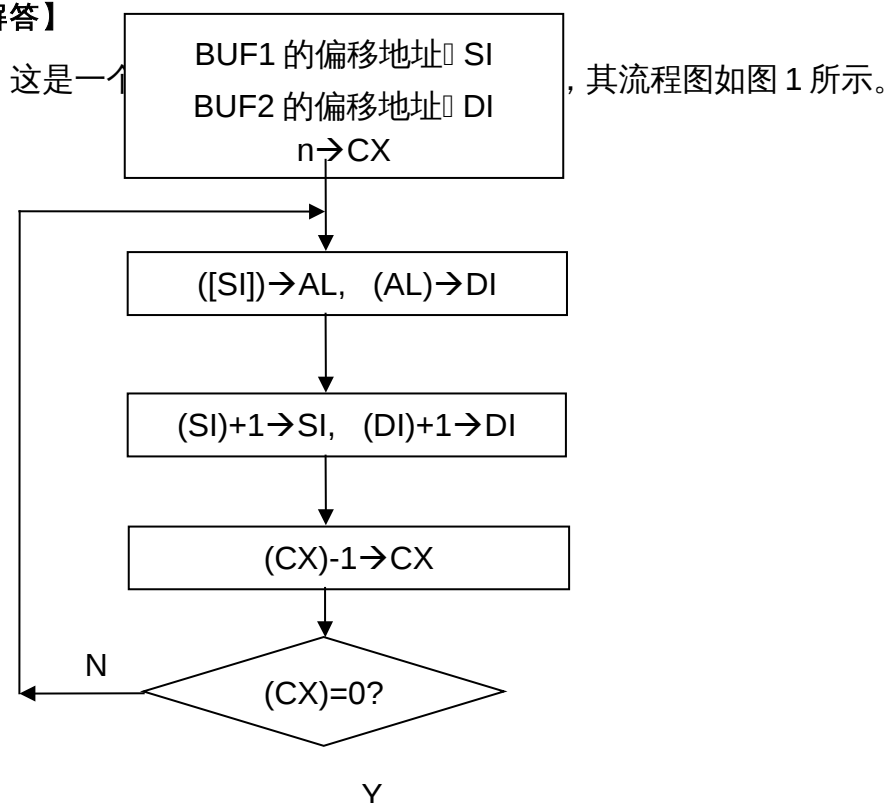 答】
BUF1 的偏移地址 SI
这是一
，其流程图如图 1 所示。
BUF2 的偏移地址 DI
n→CX
([SI])→AL, (AL)→DI
(SI)+1→SI, (DI)+1→DI
(CX)-1→CX
N
(CX)=0?
Y